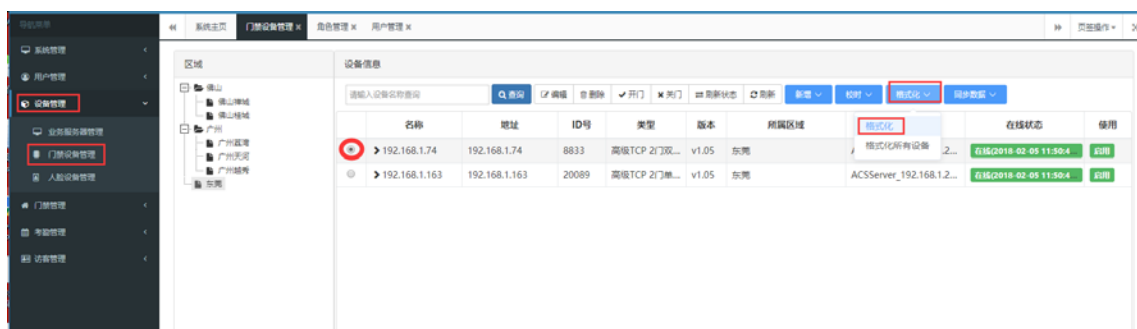 导航菜单
系统主页 门禁设备管理 角色管理 用户管理 页签操作
系统管理
用户管理
设备管理
业务服务器管理
门禁设备管理
人脸设备管理
门禁管理
考勤管理
访客管理
区域
佛山
佛山禅城
佛山桂城
广州
广州荔湾
广州天河
广州越秀
东莞
设备信息
请输入设备名称查询 查询 编辑 删除 开门 关门 刷新状态 刷新 新增 校时 格式化 同步数据
格式化
格式化所有设备
名称 地址 ID号 类型 版本 所属区域 在线状态 使用
192.168.1.74 192.168.1.74 8833 高级TCP 2门双... v1.05 东莞 .2... 在线(2018-02-05 11:50:4 启用
192.168.1.163 192.168.1.163 20089 高级TCP 2门单... v1.05 东莞 ACSServer_192.168.1.2... 在线(2018-02-05 11:50:4 启用